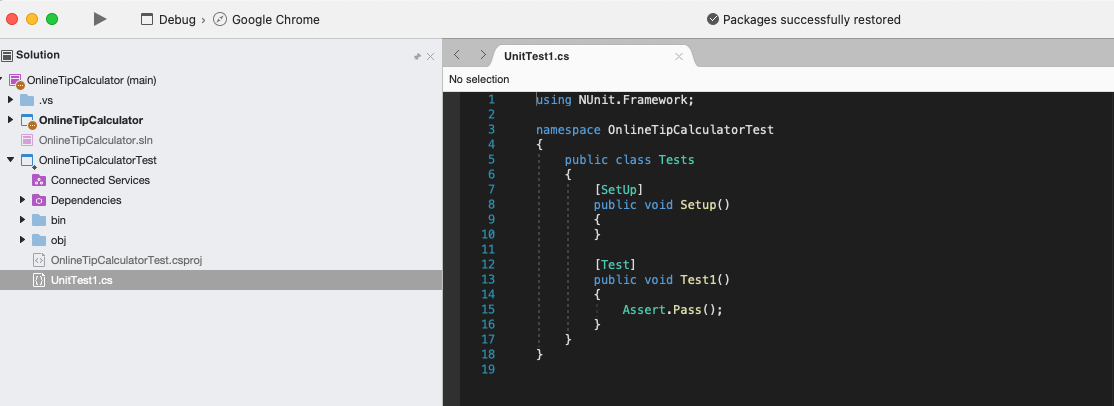 Debug › Google Chrome
Packages successfully restored
Solution
OnlineTipCalculator (main)
.vs
OnlineTipCalculator
OnlineTipCalculator.sln
OnlineTipCalculatorTest
Connected Services
Dependencies
bin
obj
OnlineTipCalculatorTest.csproj
UnitTest1.cs
UnitTest1.cs
No selection
1 using NUnit.Framework;
2
3 namespace OnlineTipCalculatorTest
4 {
5 public class Tests
6 {
7 [SetUp]
8 public void Setup()
9 {
10 }
11
12 [Test]
13 public void Test1()
14 {
15 Assert.Pass();
16 }
17 }
18 }
19